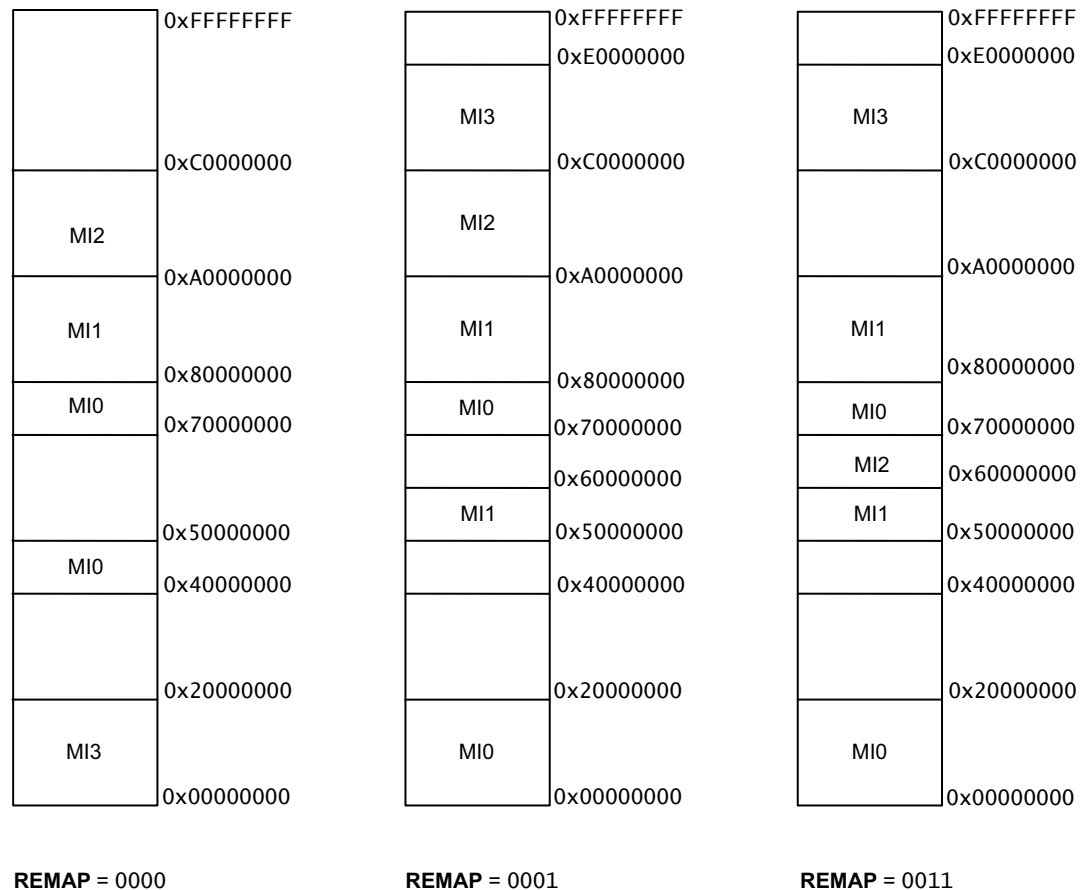 0xFFFFFFFF
0xC0000000
MI2
0xA0000000
MI1
0x80000000
MI0
0x70000000
0x50000000
MI0
0x40000000
0x20000000
MI3
0x00000000
REMAP = 0000
0xFFFFFFFF
0xE0000000
MI3
0xC0000000
MI2
0xA0000000
MI1
0x80000000
MI0
0x70000000
0x60000000
MI1
0x50000000
0x40000000
0x20000000
MI0
0x00000000
REMAP = 0001
0xFFFFFFFF
0xE0000000
MI3
0xC0000000
0xA0000000
MI1
0x80000000
MI0
0x70000000
MI2
0x60000000
MI1
0x50000000
0x40000000
0x20000000
MI0
0x00000000
REMAP = 0011